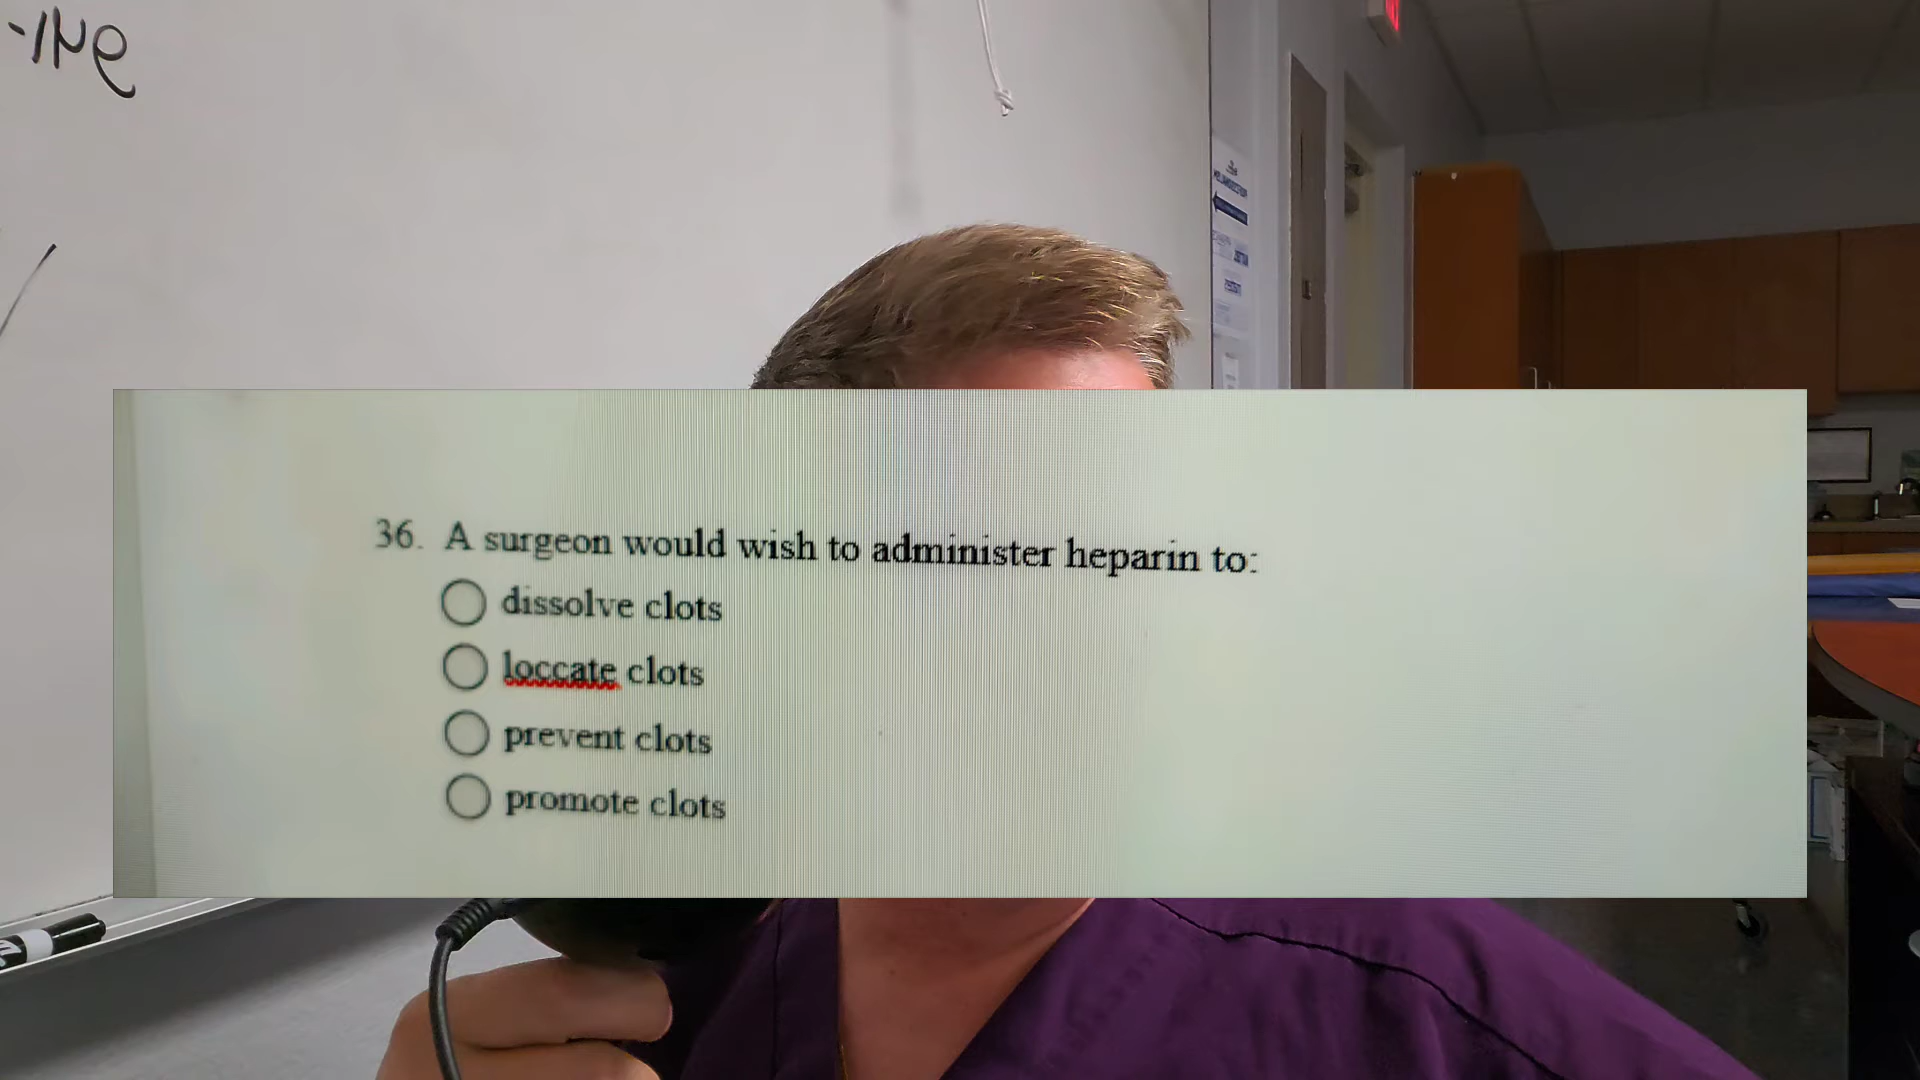 36. A surgeon would wish to administer heparin to:
dissolve clots
loccate clots
prevent clots
promote clots